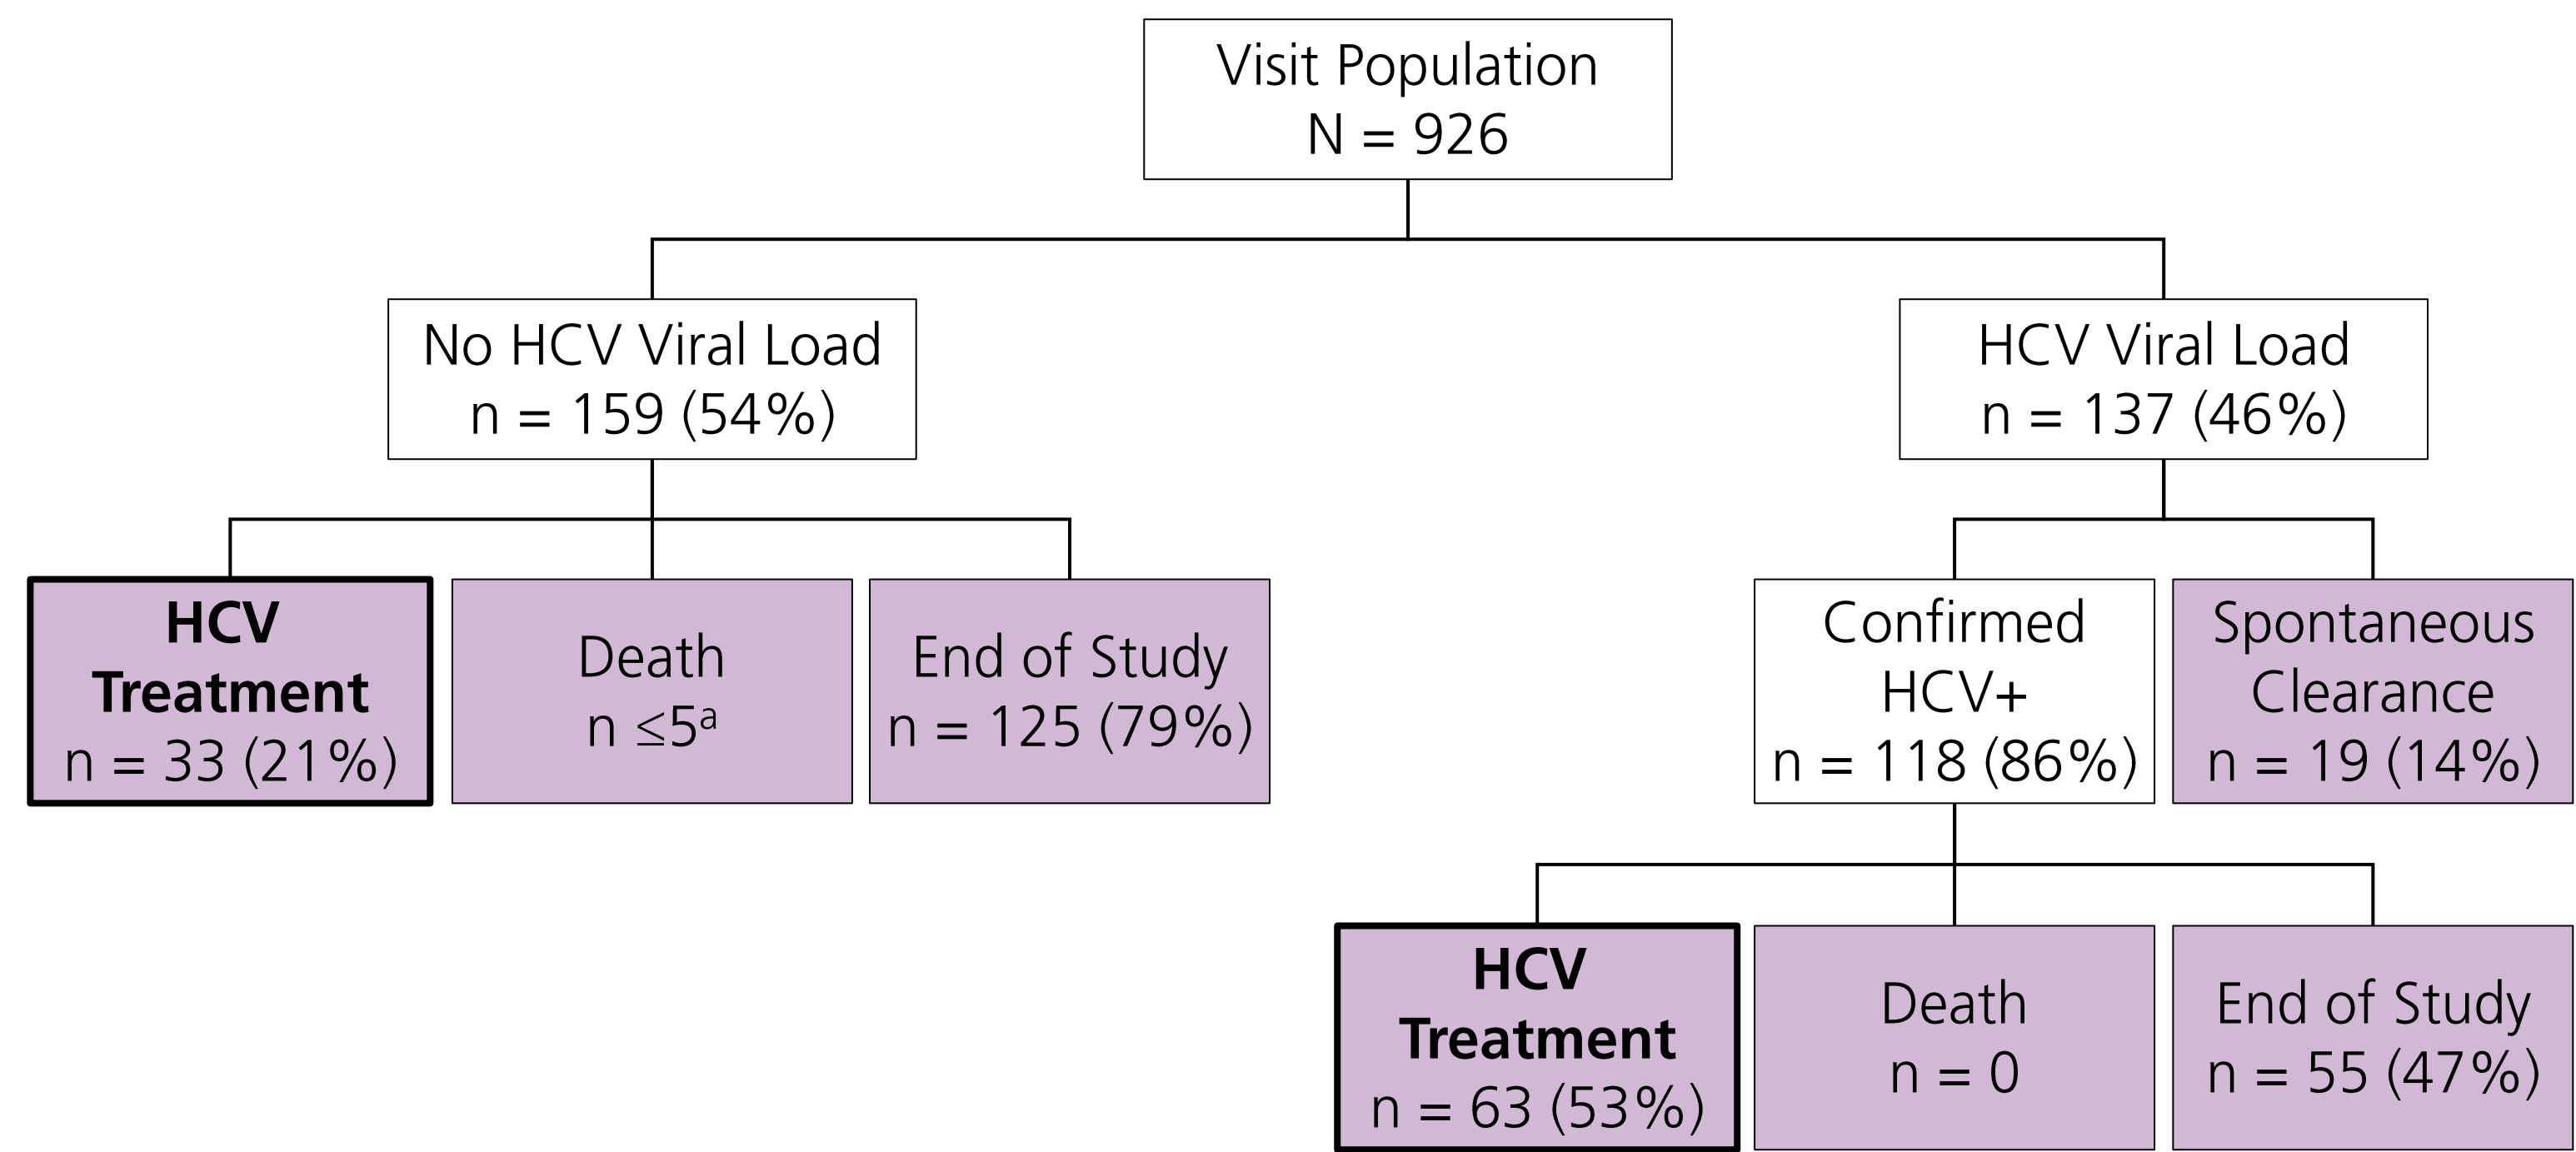 Visit Population
N = 926
No HCV Viral Load
n = 159 (54%)
HCV Viral Load
n = 137 (46%)
HCV
Treatment
n = 33 (21%)
Death
n ≤5ᵃ
End of Study
n = 125 (79%)
Confirmed
HCV+
n = 118 (86%)
Spontaneous
Clearance
n = 19 (14%)
HCV
Treatment
n = 63 (53%)
Death
n = 0
End of Study
n = 55 (47%)